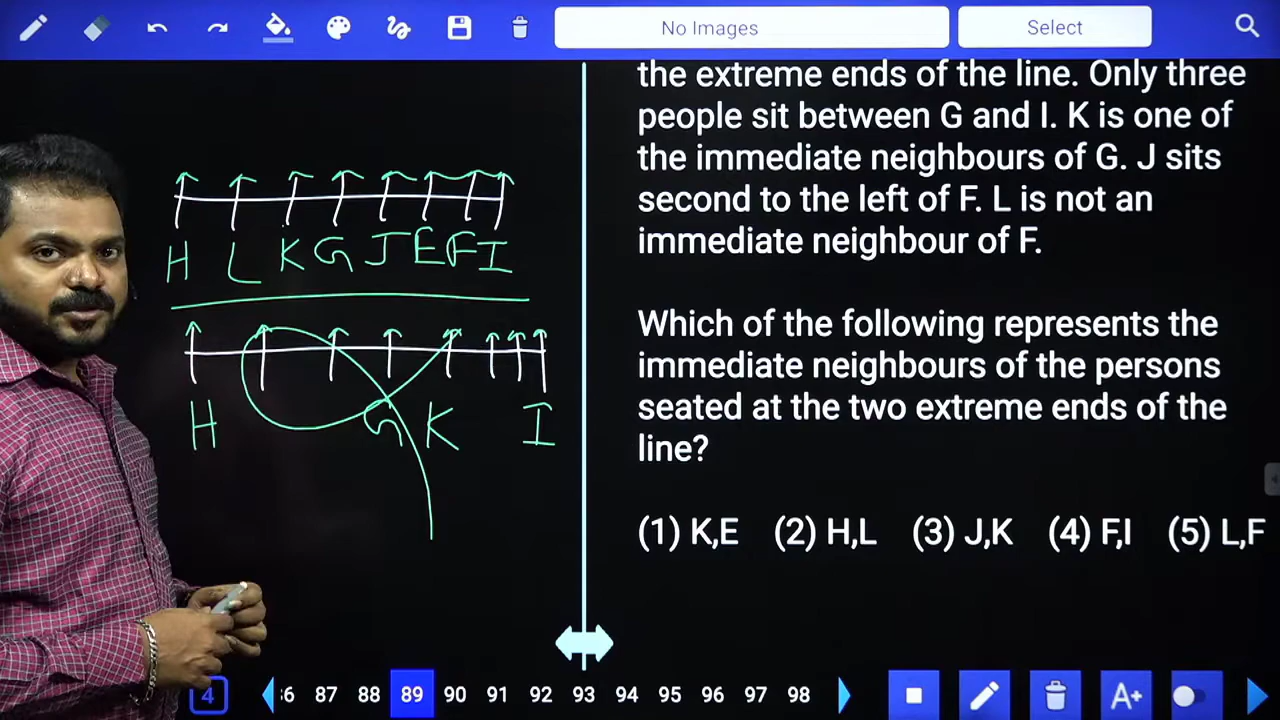 No Images
Select
the extreme ends of the line. Only three
people sit between G and I. K is one of
the immediate neighbours of G. J sits
second to the left of F. L is not an
immediate neighbour of F.
H L K G J E F I
H G K I
Which of the following represents the
immediate neighbours of the persons
seated at the two extreme ends of the
line?
(1) K,E (2) H,L (3) J,K (4) F,I (5) L,F
4 87 88 89 90 91 92 93 94 95 96 97 98 A+